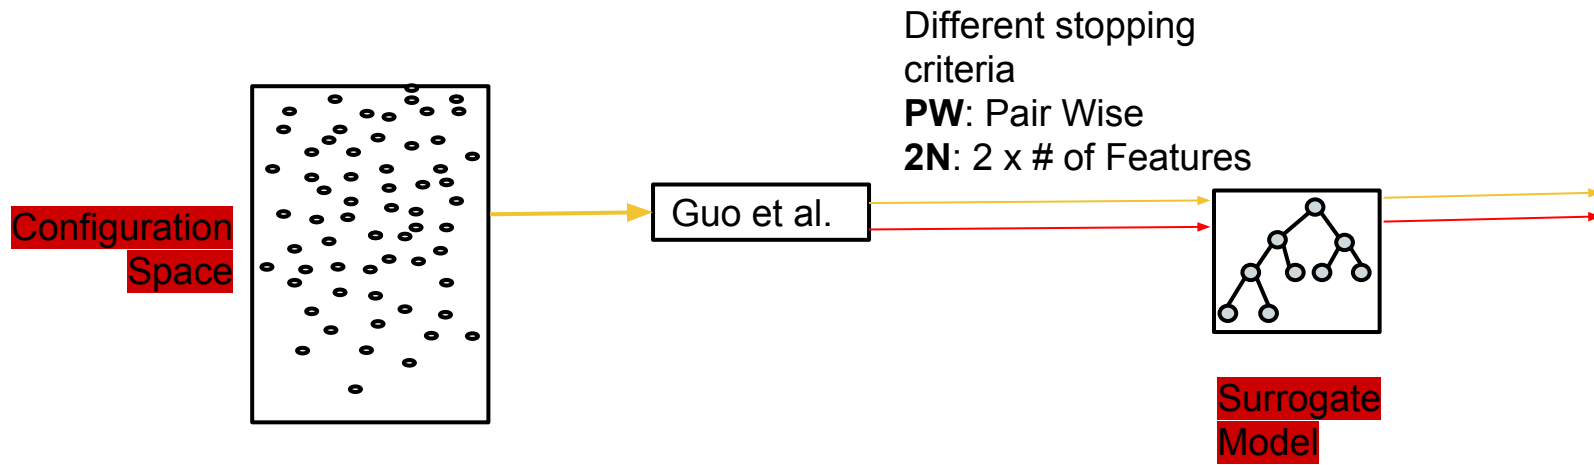 Different stopping
criteria
PW: Pair Wise
2N: 2 x # of Features
Configuration
Space
Guo et al.
Surrogate
Model